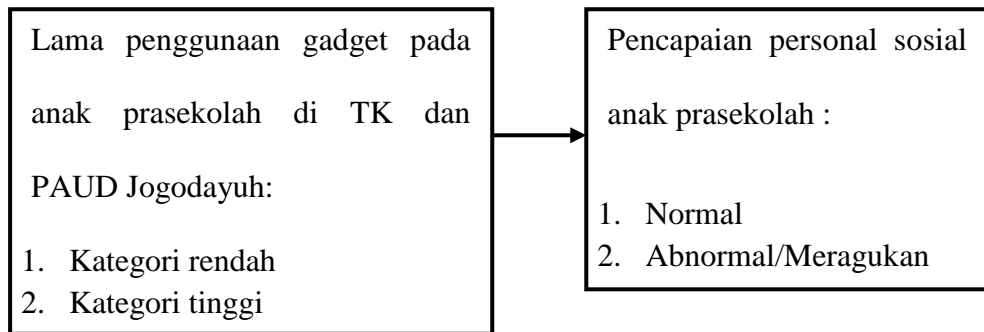 Lama penggunaan gadget pada
anak prasekolah di TK dan
PAUD Jogodayuh:
1. Kategori rendah
2. Kategori tinggi
Pencapaian personal sosial
anak prasekolah :
1. Normal
2. Abnormal/Meragukan